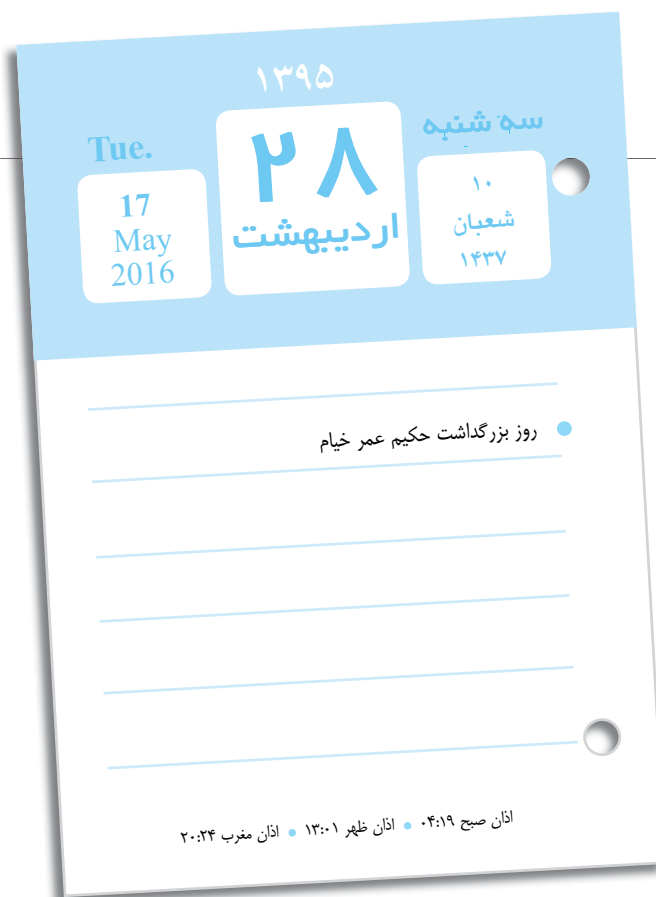 ۱۳۹۵
سه شنبه
۱۰
شعبان
۱۴۳۷
۲۸
اردیبهشت
Tue.
17
May
2016
روز بزرگداشت حکیم عمر خیام
اذان صبح ۰۴:۱۹ • اذان ظهر ۱۳:۰۱ • اذان مغرب ۲۰:۲۴